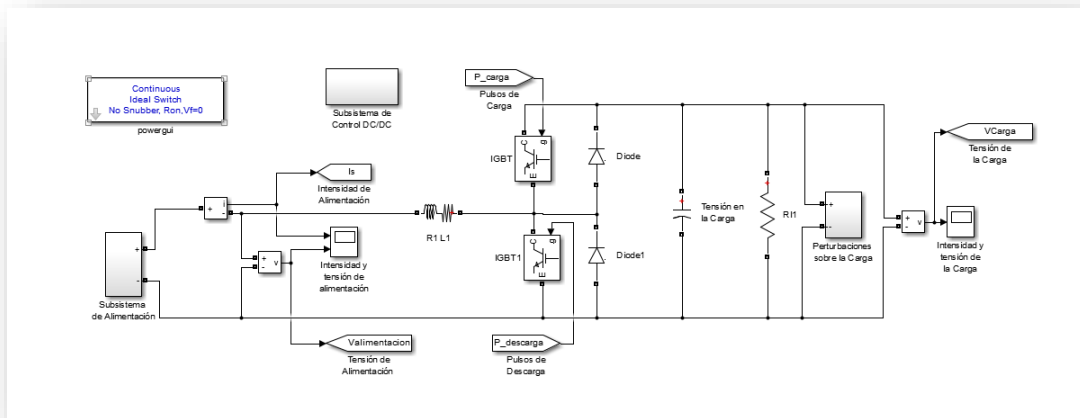 Continuous
Ideal Switch
No Snubber, Ron,Vf=0
powergui
Subsistema de
Control DC/DC
P_carga
Pulsos de
Carga
IGBT
C
g
E
Diode
Is
Intensidad de
Alimentación
+
i
-
R1 L1
+
-
v
Intensidad y
tensión de
alimentación
+
-
Subsistema
de Alimentación
IGBT1
C
g
E
Diode1
+
Tensión en
la Carga
+
Rl1
+
--
Perturbaciones
sobre la Carga
+
-
v
VCarga
Tensión de
la Carga
Intensidad y
tensión de
la Carga
Valimentacion
Tensión de
Alimentación
P_descarga
Pulsos de
Descarga